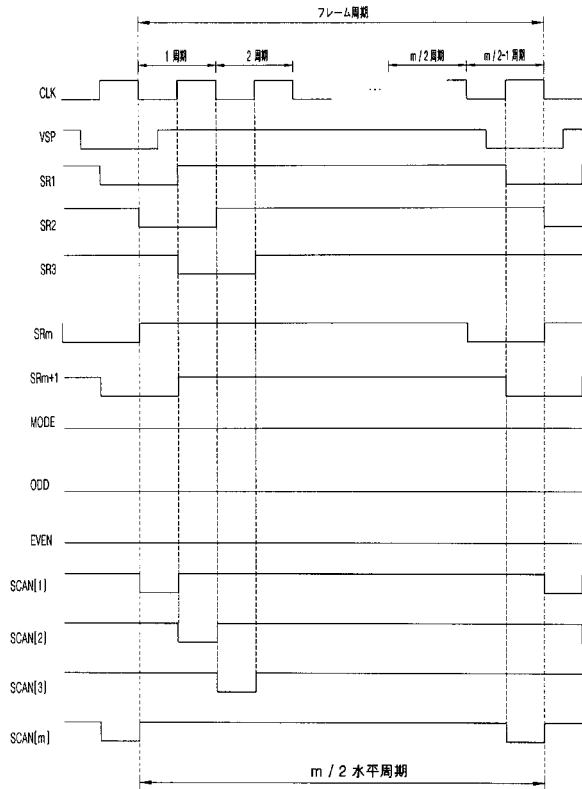 フレーム周期
1 周期
2 周期
m/2 周期
m/2-1 周期
CLK
...
VSP
SR1
SR2
SR3
SRm
SRm+1
MODE
ODD
EVEN
SCAN[1]
SCAN[2]
SCAN[3]
SCAN[m]
m / 2 水平周期